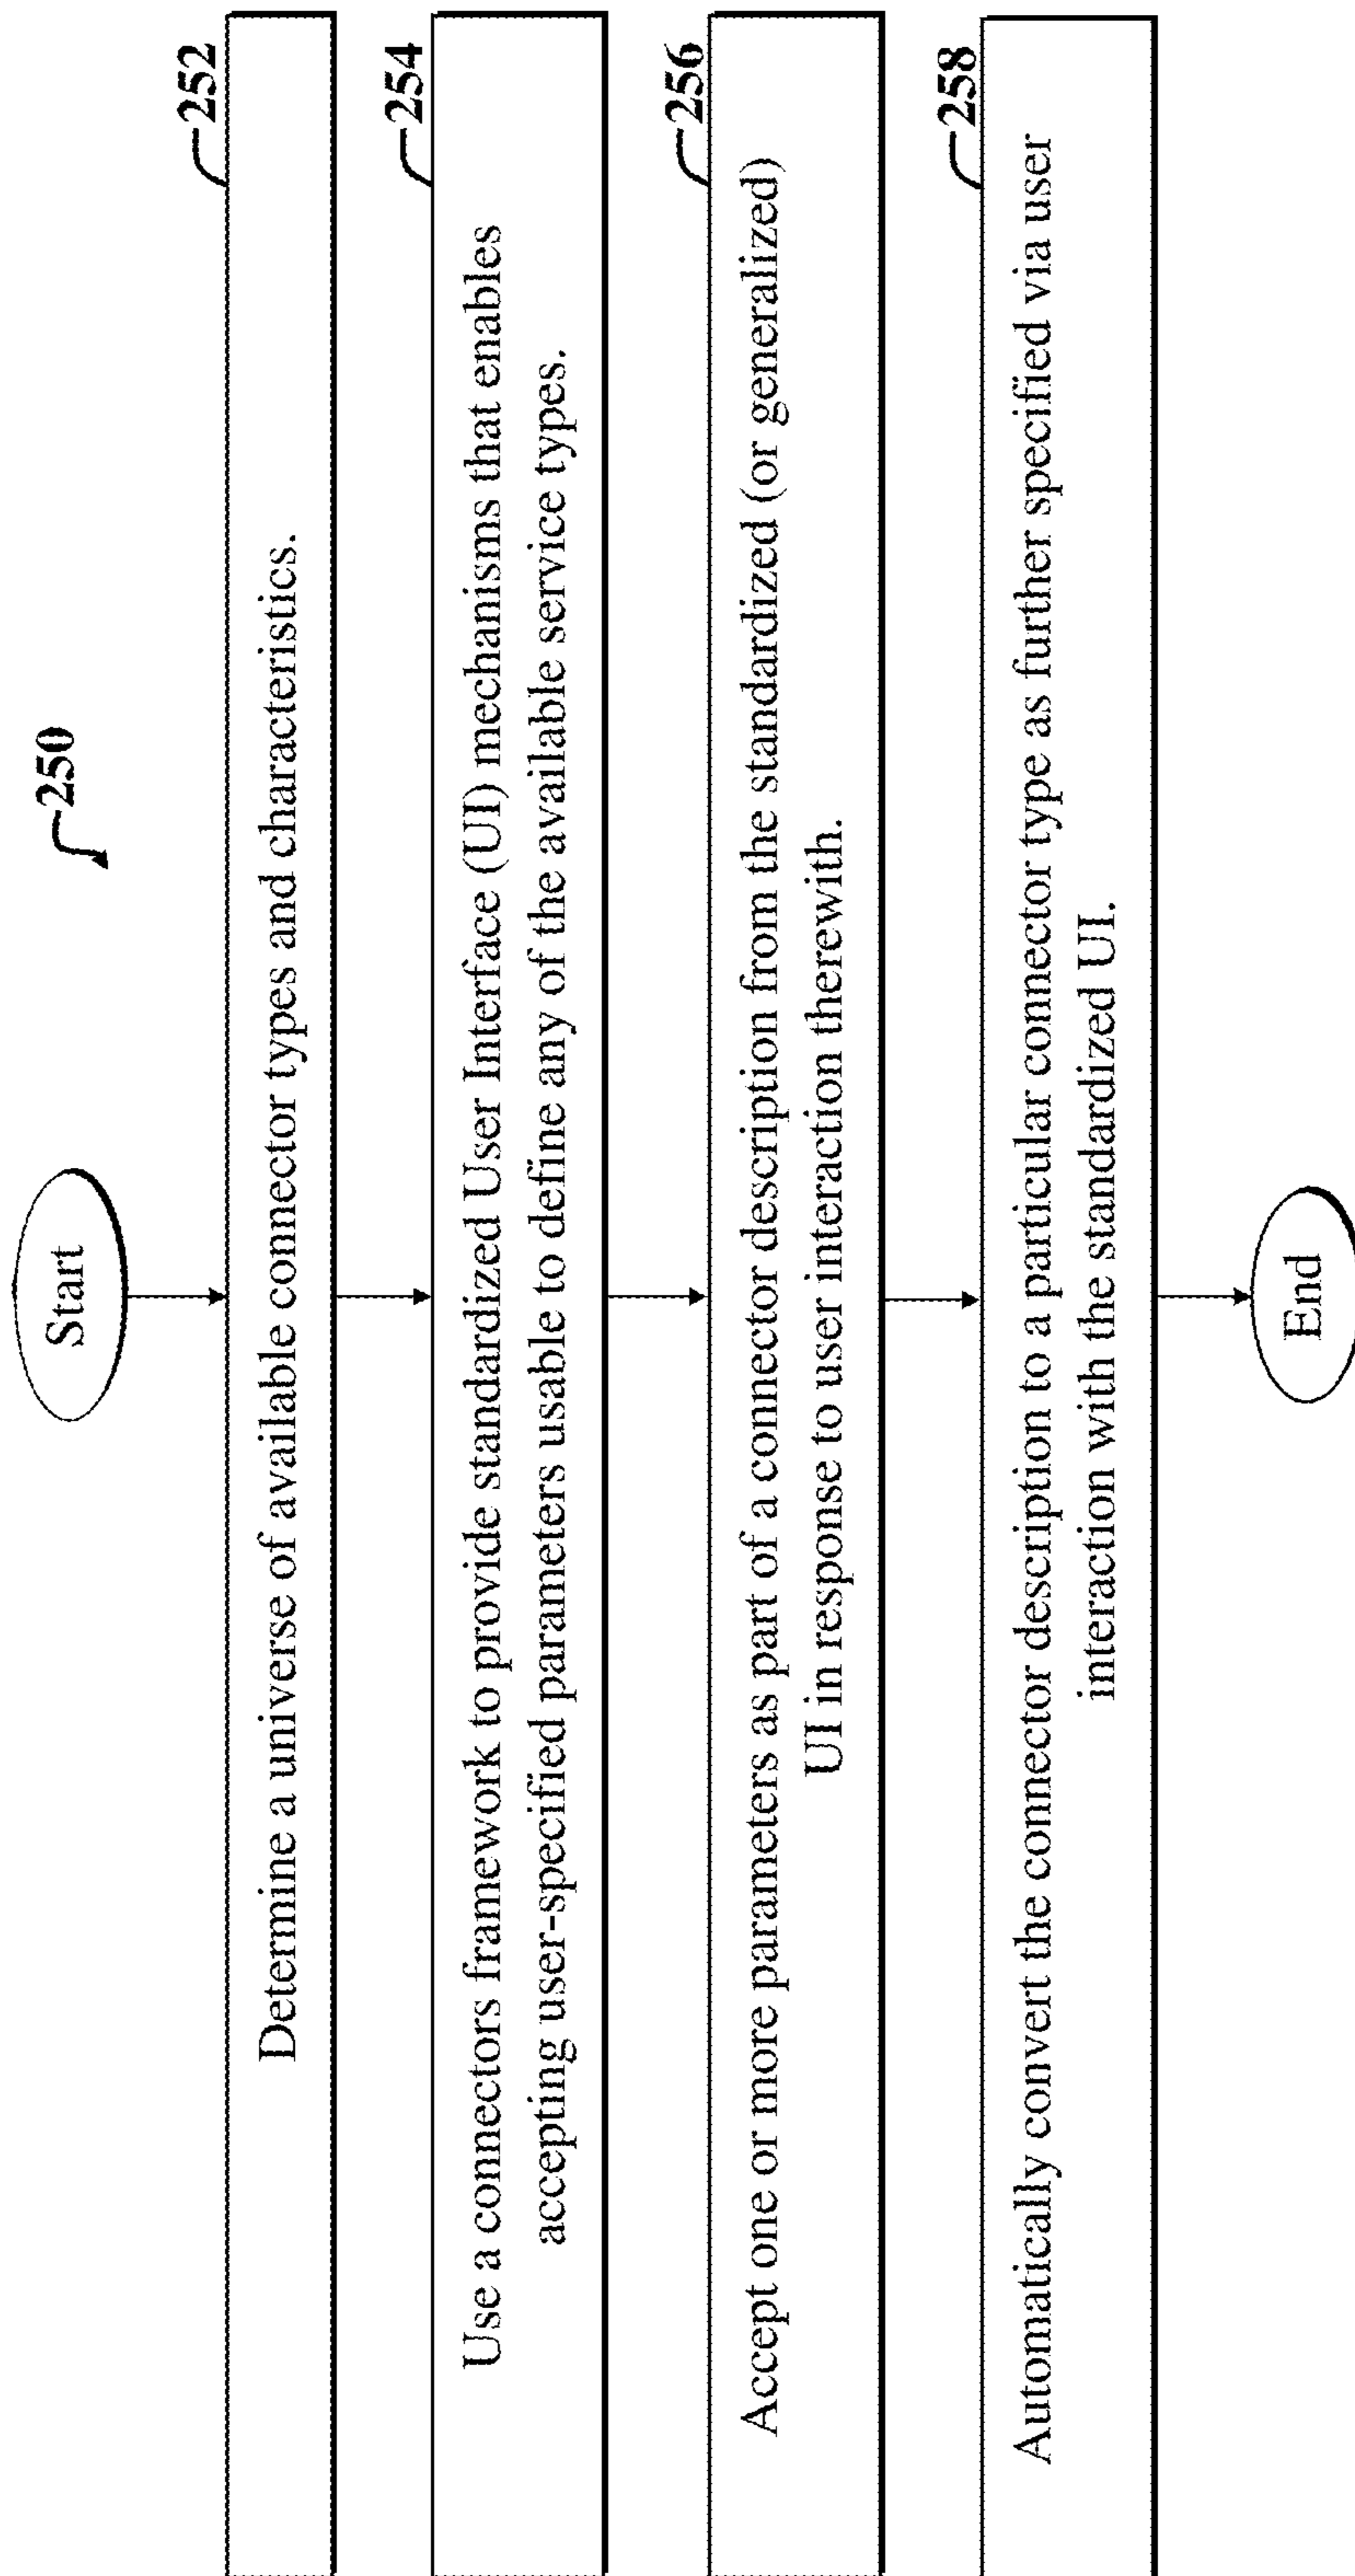 250
Start
252
Determine a universe of available connector types and characteristics.
254
Use a connectors framework to provide standardized User Interface (UI) mechanisms that enables
accepting user-specified parameters usable to define any of the available service types.
256
Accept one or more parameters as part of a connector description from the standardized (or generalized)
UI in response to user interaction therewith.
258
Automatically convert the connector description to a particular connector type as further specified via user
interaction with the standardized UI.
End